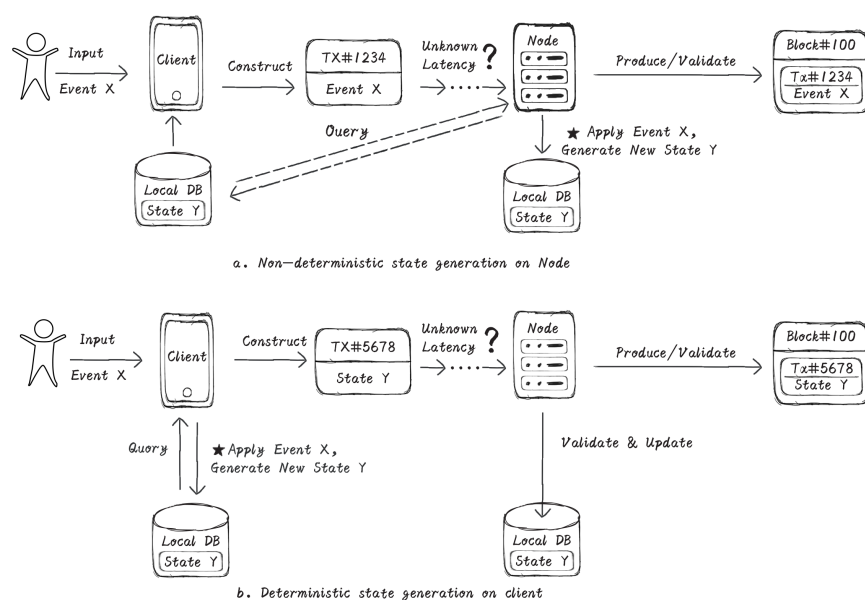 Input
Event X
Client
Construct
TX#1234
Event X
Unknown
Latency ?
Node
Produce/Validate
Block#100
Tx#1234
Event X
Query
★ Apply Event X,
Generate New State Y
Local DB
State Y
Local DB
State Y
a. Non-deterministic state generation on Node
Input
Event X
Client
Construct
TX#5678
State Y
Unknown
Latency ?
Node
Produce/Validate
Block#100
Tx#5678
State Y
Quory
★ Apply Event X,
Generate New State Y
Validate & Update
Local DB
State Y
Local DB
State Y
b. Deterministic state generation on client